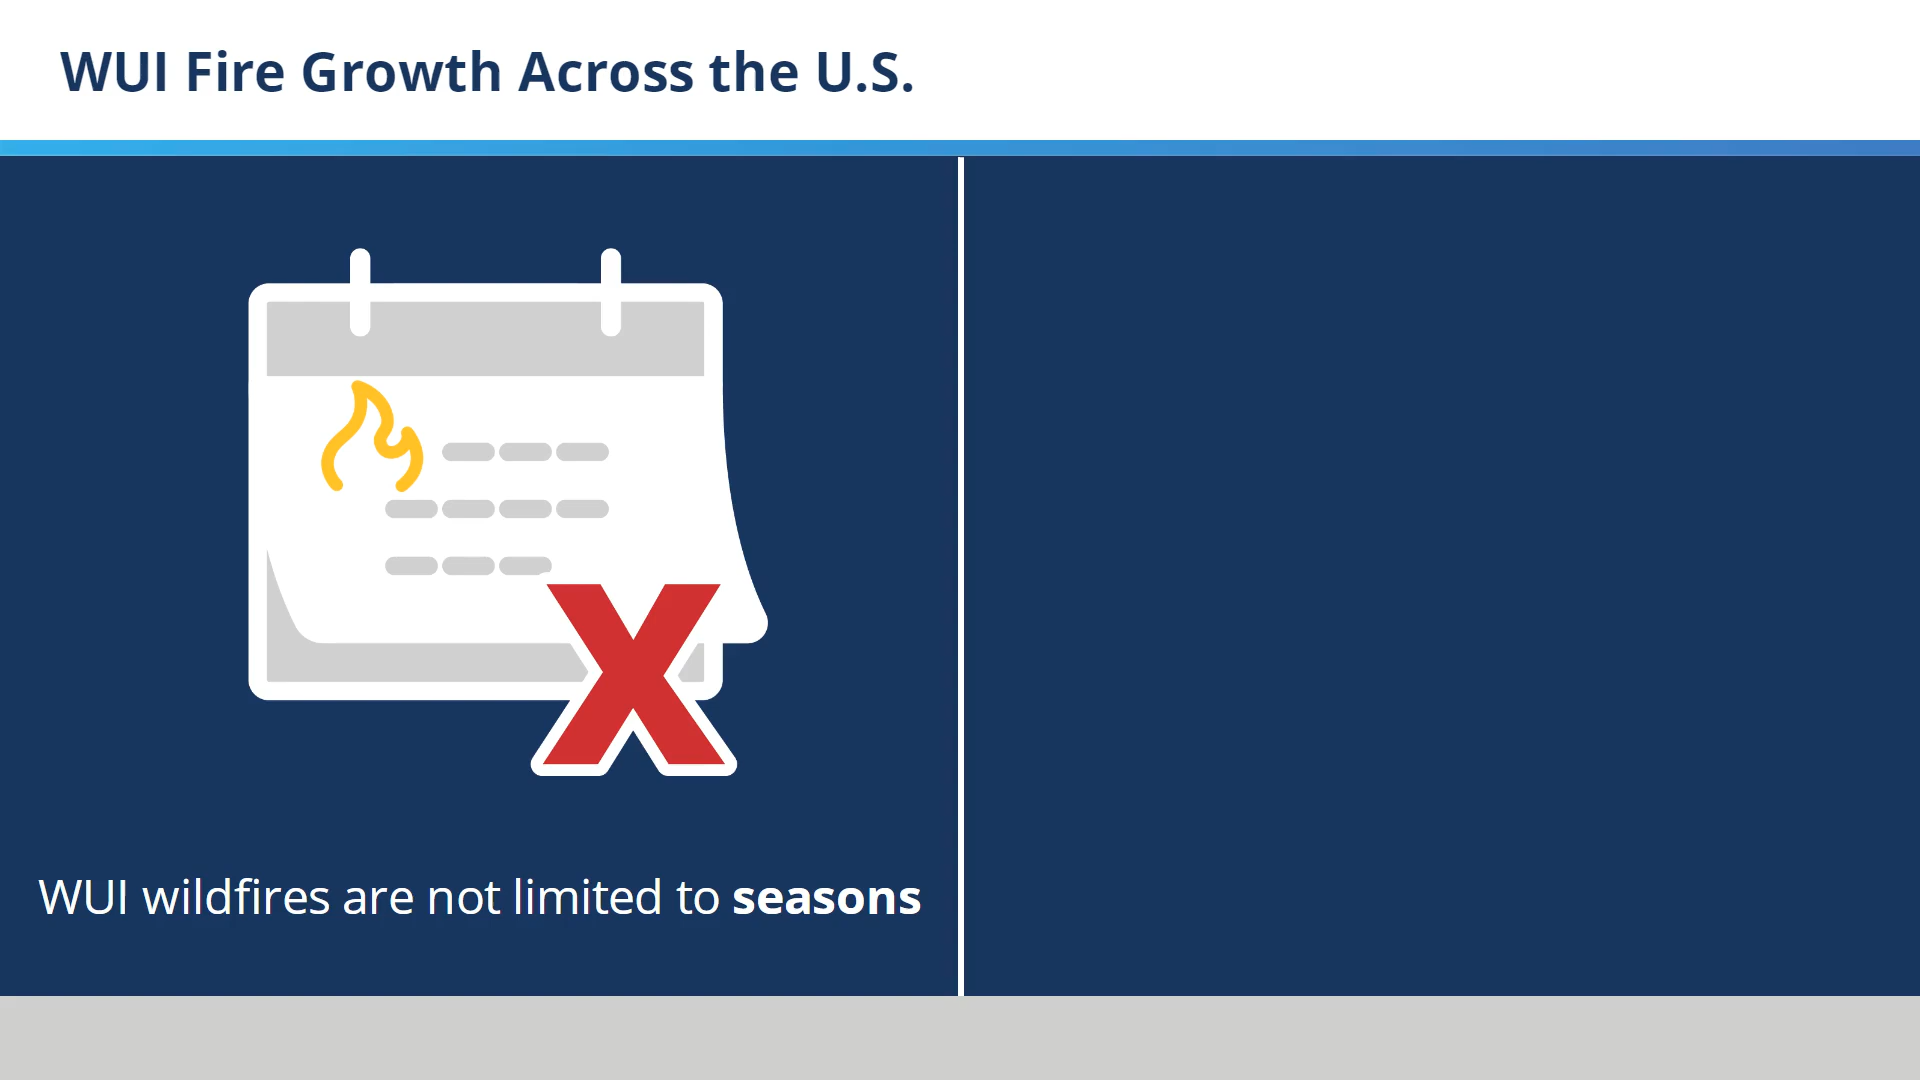 WUI Fire Growth Across the U.S.
WUI wildfires are not limited to seasons